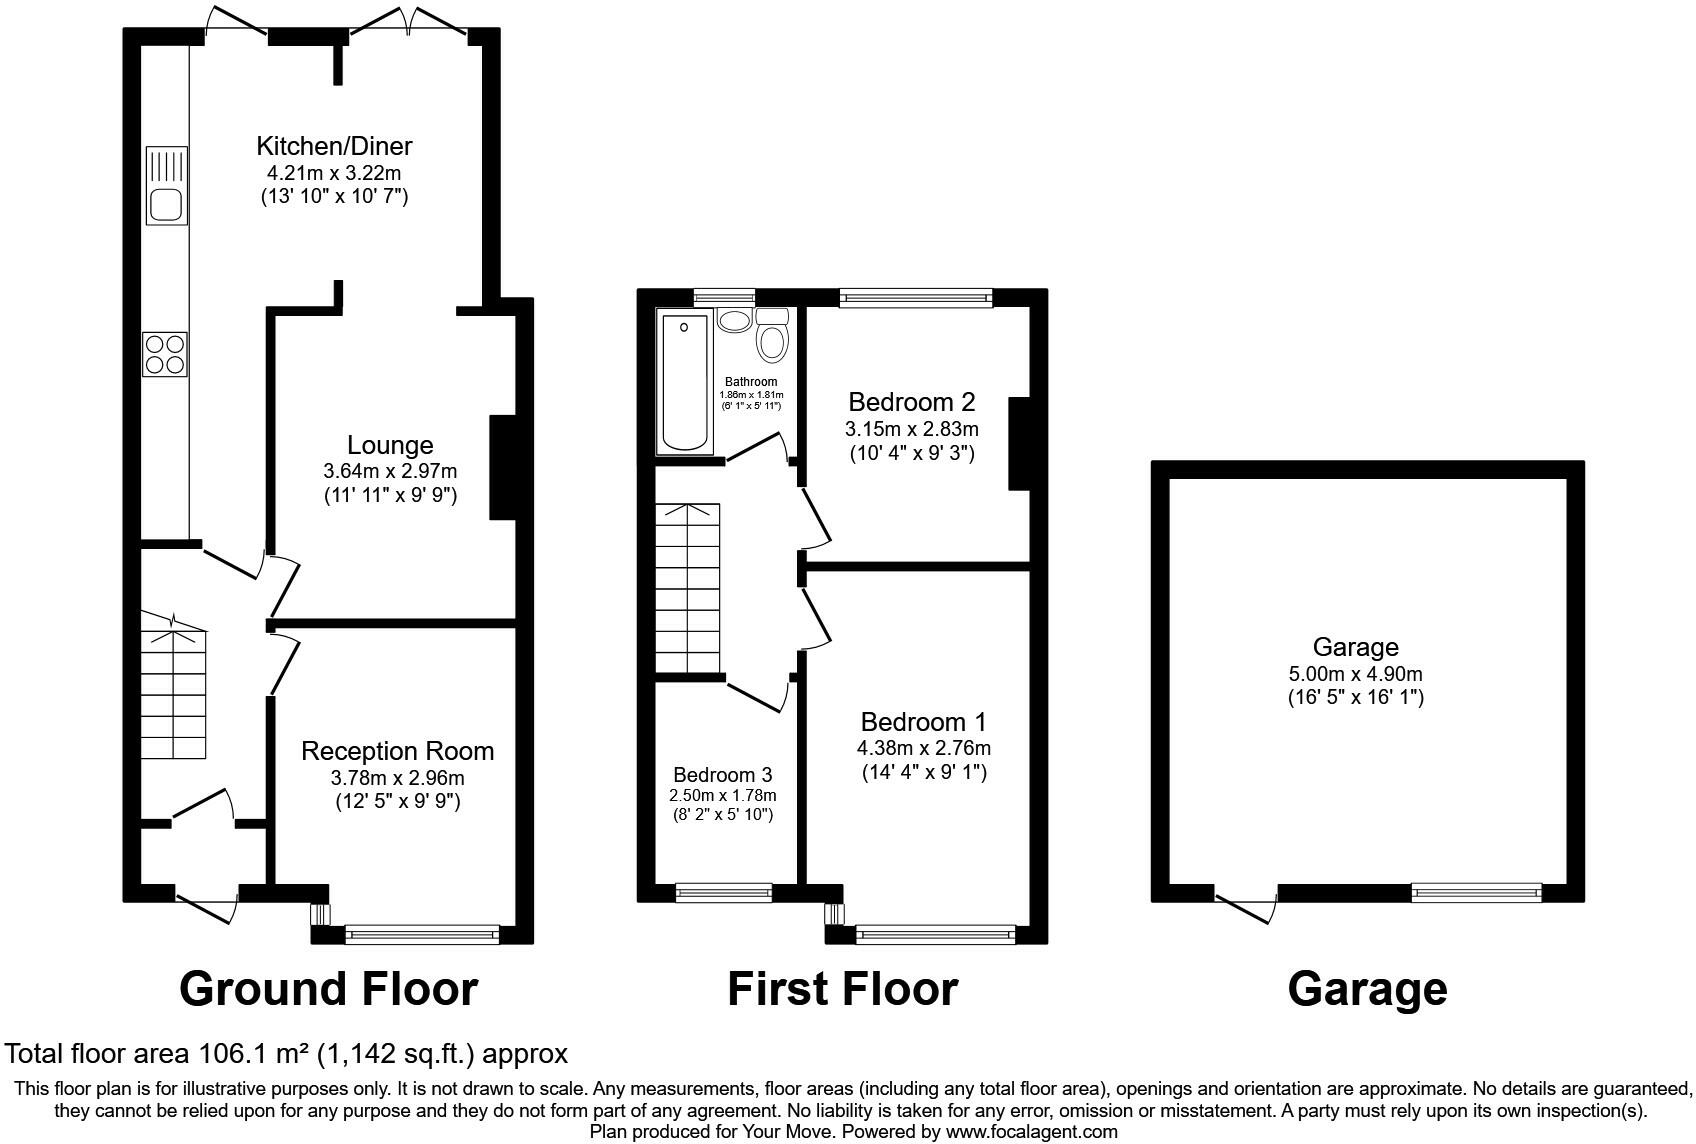 Kitchen/Diner
4.21m x 3.22m
(13' 10" x 10' 7")
Lounge
3.64m x 2.97m
(11' 11" x 9' 9")
Reception Room
3.78m x 2.96m
(12' 5" x 9' 9")
Ground Floor
Bathroom
1.86m x 1.81m
(6' 1" x 5' 11")
Bedroom 2
3.15m x 2.83m
(10' 4" x 9' 3")
Bedroom 1
4.38m x 2.76m
(14' 4" x 9' 1")
Bedroom 3
2.50m x 1.78m
(8' 2" x 5' 10")
First Floor
Garage
5.00m x 4.90m
(16' 5" x 16' 1")
Garage
Total floor area 106.1 m² (1,142 sq.ft.) approx
This floor plan is for illustrative purposes only. It is not drawn to scale. Any measurements, floor areas (including any total floor area), openings and orientation are approximate. No details are guaranteed,
they cannot be relied upon for any purpose and they do not form part of any agreement. No liability is taken for any error, omission or misstatement. A party must rely upon its own inspection(s).
Plan produced for Your Move. Powered by www.focalagent.com